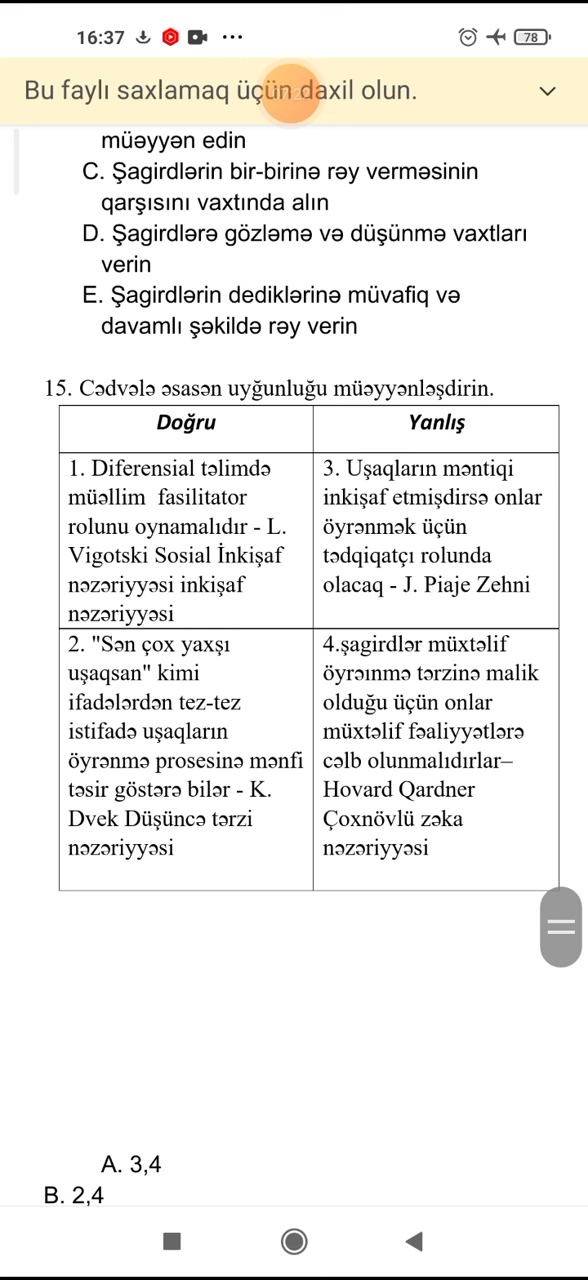 16:37
78
Bu faylı saxlamaq üçün daxil olun.
müəyyən edin
C. Şagirdlərin bir-birinə rəy verməsinin
qarşısını vaxtında alın
D. Şagirdlərə gözləmə və düşünmə vaxtları
verin
E. Şagirdlərin dediklərinə müvafiq və
davamlı şəkildə rəy verin
15. Cədvələ əsasən uyğunluğu müəyyənləşdirin.
Doğru
Yanlış
1. Diferensial təlimdə
müəllim fasilitator
rolunu oynamalıdır - L.
Vigotski Sosial İnkişaf
nəzəriyyəsi inkişaf
nəzəriyyəsi
3. Uşaqların məntiqi
inkişaf etmişdirsə onlar
öyrənmək üçün
tədqiqatçı rolunda
olacaq - J. Piaje Zehni
2. "Sən çox yaxşı
uşaqsan" kimi
ifadələrdən tez-tez
istifadə uşaqların
öyrənmə prosesinə mənfi
təsir göstərə bilər - K.
Dvek Düşüncə tərzi
nəzəriyyəsi
4.şagirdlər müxtəlif
öyrəınmə tərzinə malik
olduğu üçün onlar
müxtəlif fəaliyyətlərə
cəlb olunmalıdırlar–
Hovard Qardner
Çoxnövlü zəka
nəzəriyyəsi
A. 3,4
B. 2,4